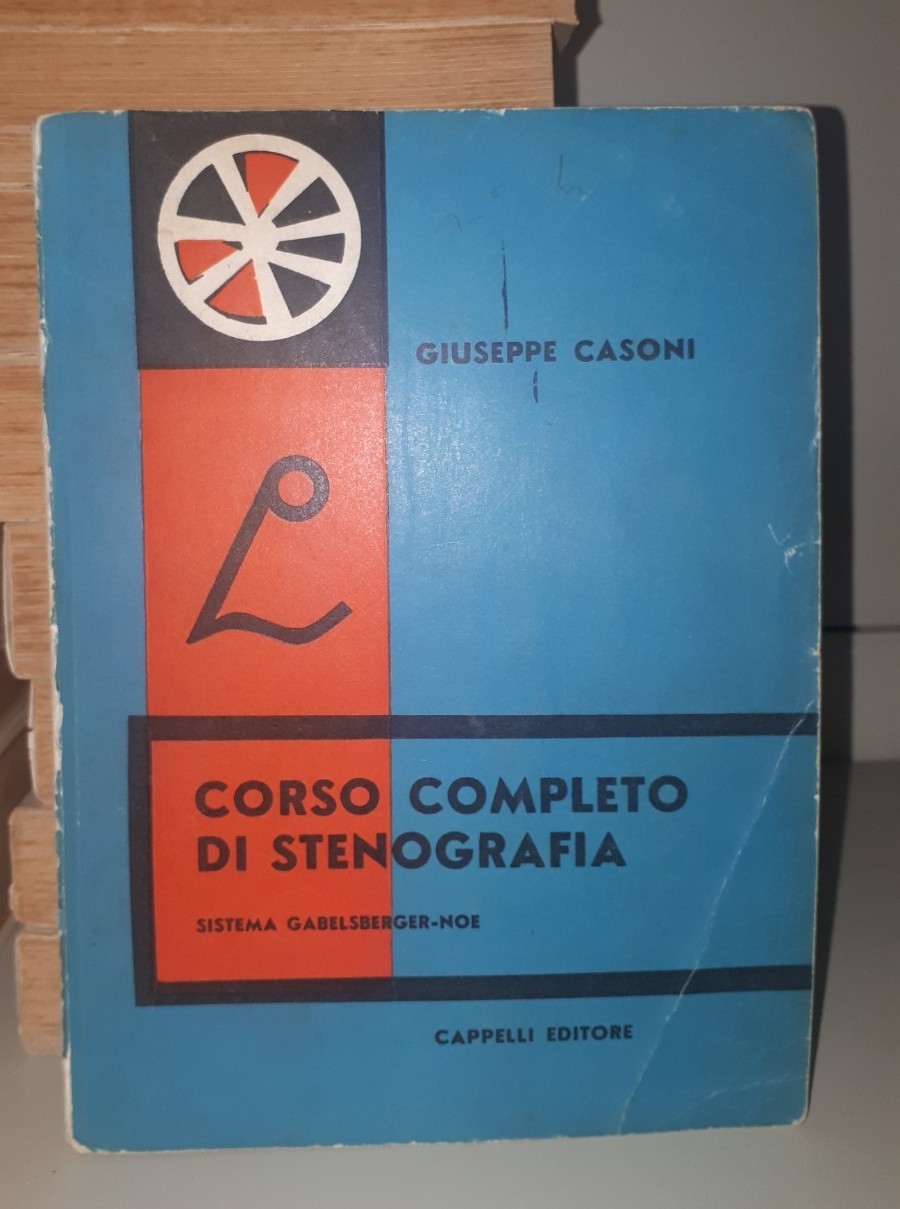 GIUSEPPE CASONI
CORSO COMPLETO
DI STENOGRAFIA
SISTEMA GABELSBERGER-NOE
CAPPELLI EDITORE